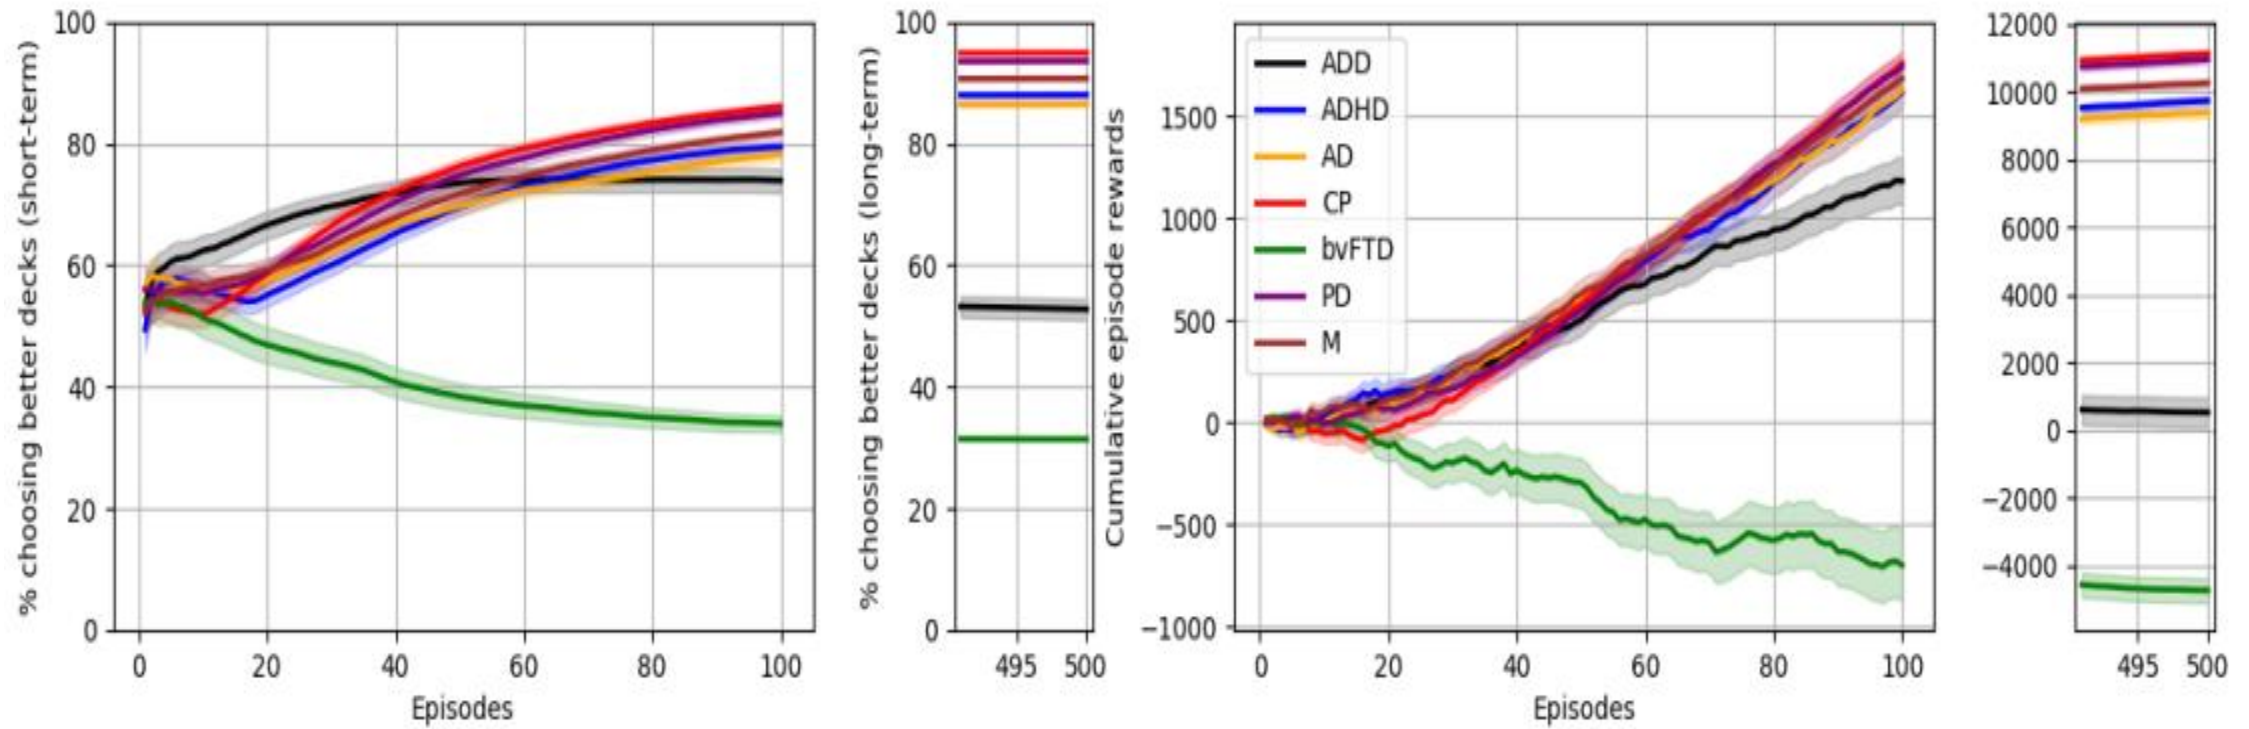 % choosing better decks (short-term)
100
80
60
40
20
0
0 20 40 60 80 100
Episodes
% choosing better decks (long-term)
100
80
60
40
20
0
495 500
Cumulative episode rewards
1500
1000
500
0
−500
−1000
ADD
ADHD
AD
CP
bvFTD
PD
M
0 20 40 60 80 100
Episodes
12000
10000
8000
6000
4000
2000
0
−2000
−4000
495 500